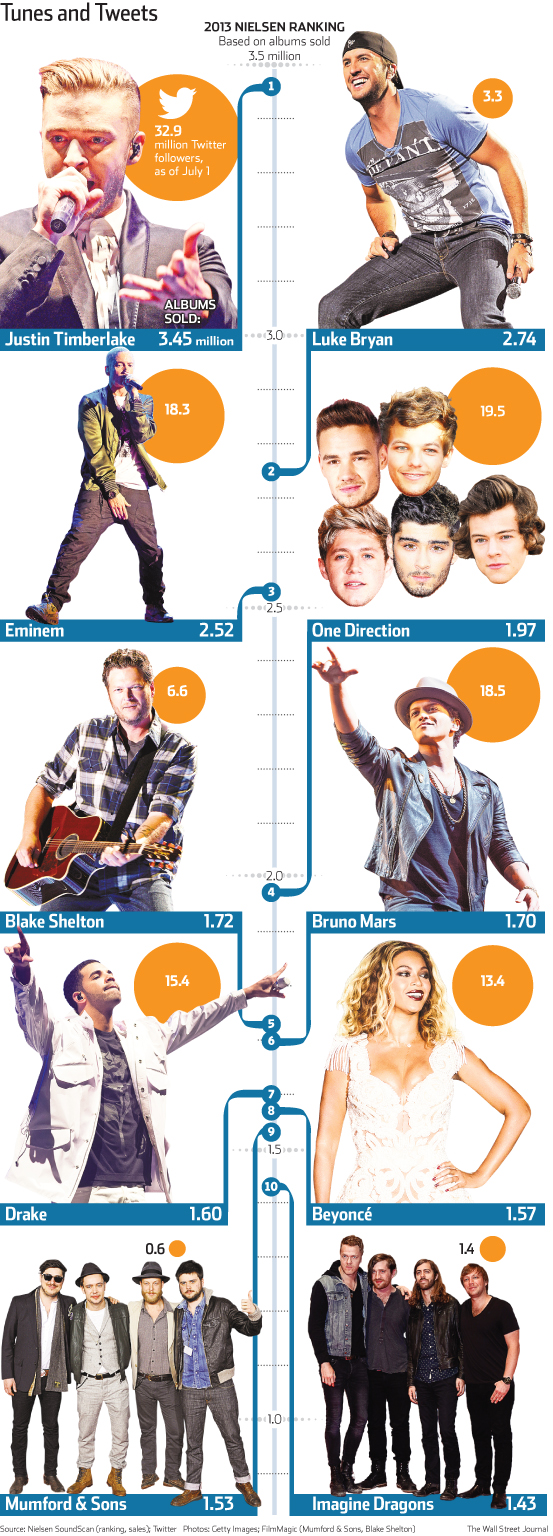 Tunes and Tweets
2013 NIELSEN RANKING
Based on albums sold
3.5 million
1
32.9
million Twitter
followers,
as of July 1
3.3
ALBUMS
SOLD:
Justin Timberlake 3.45 million
3.0
Luke Bryan 2.74
18.3
19.5
2
3
2.5
Eminem 2.52
One Direction 1.97
6.6
18.5
2.0
4
Blake Shelton 1.72
Bruno Mars 1.70
15.4
13.4
5
6
7
8
9
1.5
10
Drake 1.60
Beyoncé 1.57
0.6
1.4
1.0
Mumford & Sons 1.53
Imagine Dragons 1.43
Source: Nielsen SoundScan (ranking, sales); Twitter Photos: Getty Images; FilmMagic (Mumford & Sons, Blake Shelton) The Wall Street Journal